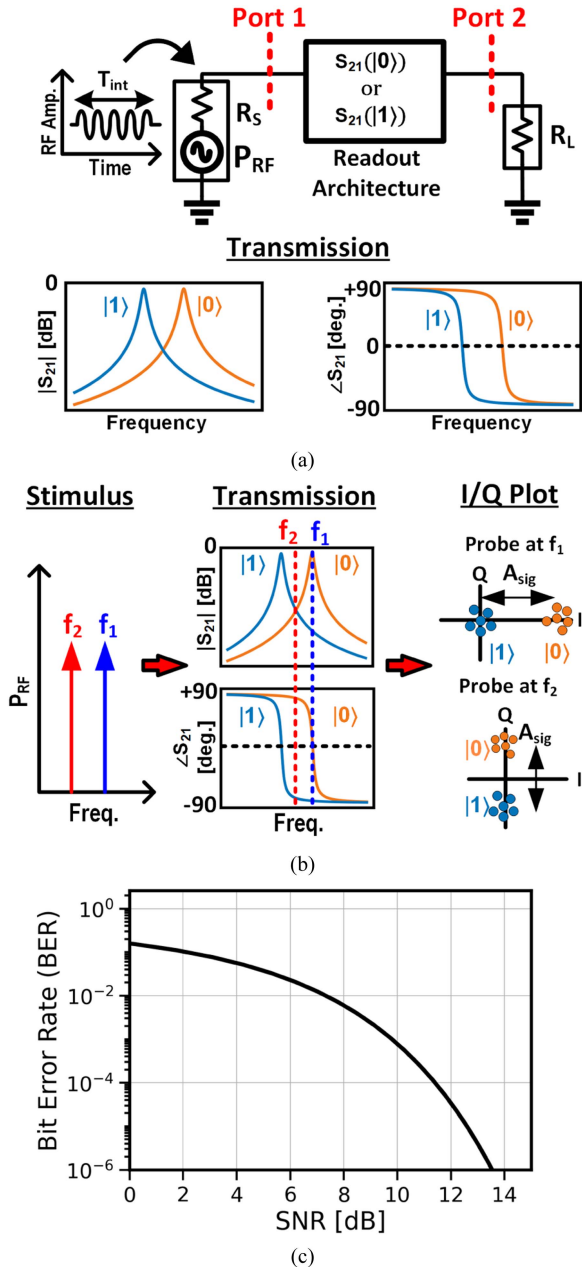 Port 1
Port 2
T_int
RF Amp.
Time
R_S
P_RF
S_21(|0⟩)
or
S_21(|1⟩)
Readout
Architecture
R_L
Transmission
0
|S_21| [dB]
|1⟩
|0⟩
Frequency
+90
0
-90
∠S_21 [deg.]
|1⟩
|0⟩
Frequency
(a)
Stimulus
Transmission
I/Q Plot
P_RF
f_2
f_1
Freq.
f_2
f_1
0
|S_21| [dB]
|1⟩
|0⟩
+90
-90
∠S_21
[deg.]
|1⟩
|0⟩
Freq.
Probe at f_1
Q
A_sig
I
|1⟩
|0⟩
Probe at f_2
Q
|0⟩
A_sig
I
|1⟩
(b)
Bit Error Rate (BER)
10^0
10^-2
10^-4
10^-6
0 2 4 6 8 10 12 14
SNR [dB]
(c)